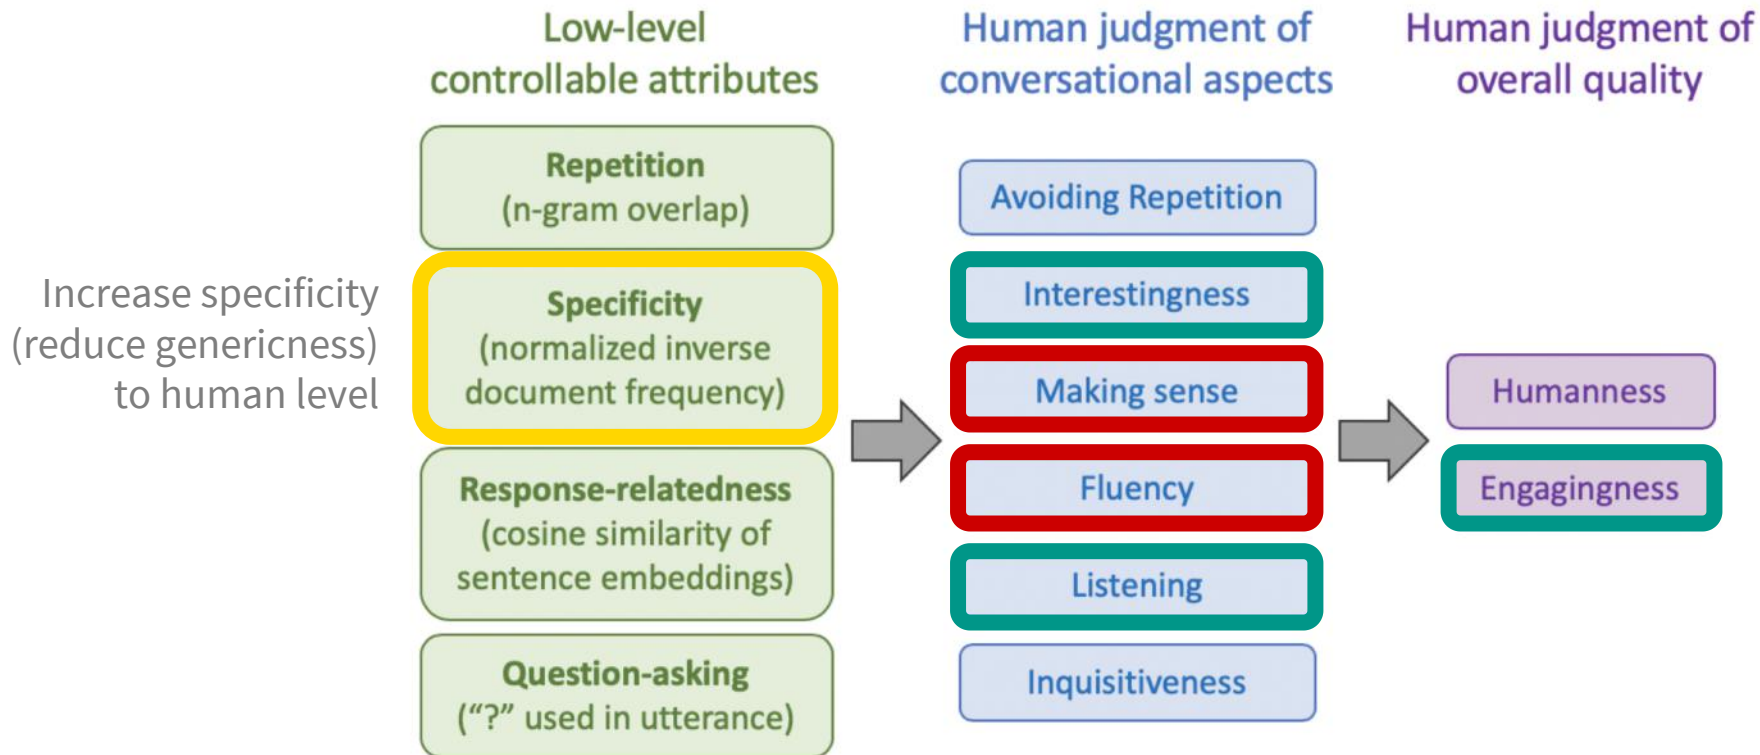 Low-level
controllable attributes
Human judgment of
conversational aspects
Human judgment of
overall quality
Increase specificity
(reduce genericness)
to human level
Repetition
(n-gram overlap)
Specificity
(normalized inverse
document frequency)
Response-relatedness
(cosine similarity of
sentence embeddings)
Question-asking
(“?” used in utterance)
Avoiding Repetition
Interestingness
Making sense
Fluency
Listening
Inquisitiveness
Humanness
Engagingness